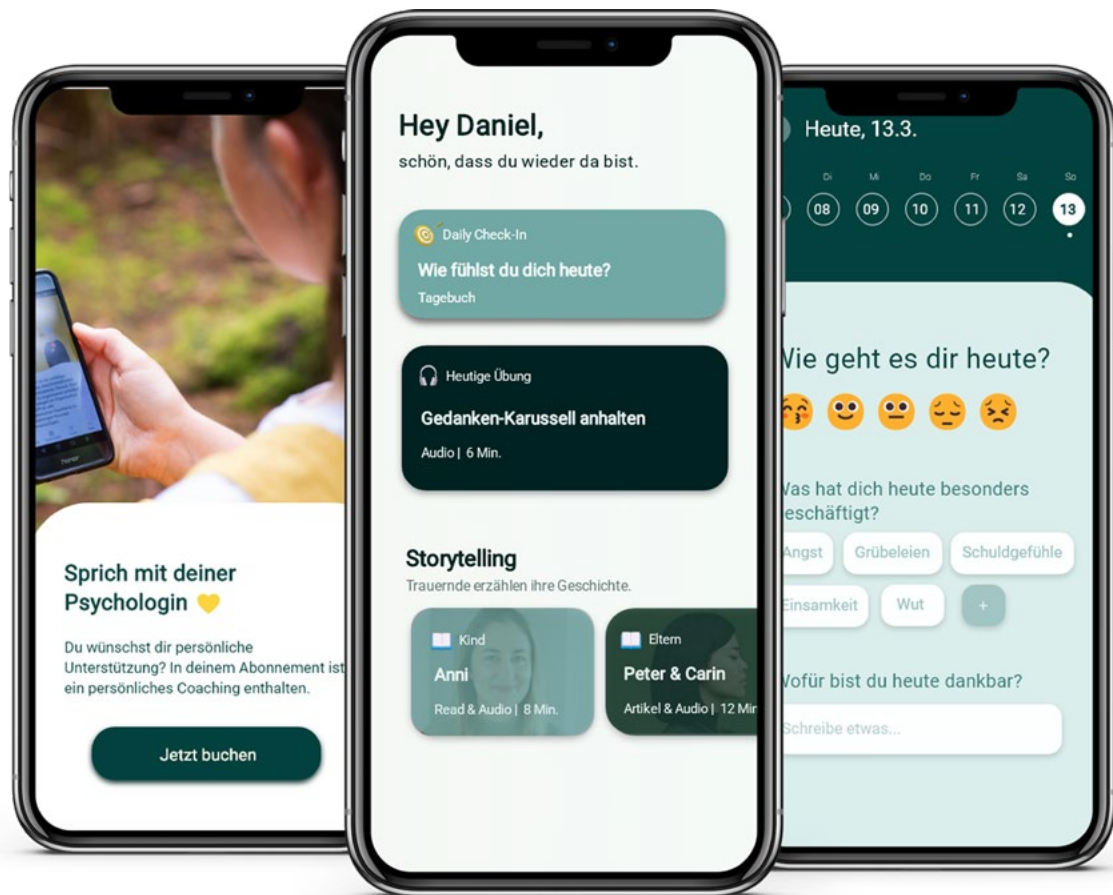 Sprich mit deiner
Psychologin
Du wünschst dir persönliche
Unterstützung? In deinem Abonnement ist
ein persönliches Coaching enthalten.
Jetzt buchen
Hey Daniel,
schön, dass du wieder da bist.
Daily Check-In
Wie fühlst du dich heute?
Tagebuch
Heutige Übung
Gedanken-Karussell anhalten
Audio | 6 Min.
Storytelling
Trauernde erzählen ihre Geschichte.
Kind
Anni
Read & Audio | 8 Min.
Eltern
Peter & Carin
Artikel & Audio | 12 Min
Heute, 13.3.
Di Mi Do Fr Sa So
08 09 10 11 12 13
Wie geht es dir heute?
Was hat dich heute besonders
beschäftigt?
Angst Grübeleien Schuldgefühle
Einsamkeit Wut +
Wofür bist du heute dankbar?
Schreibe etwas...